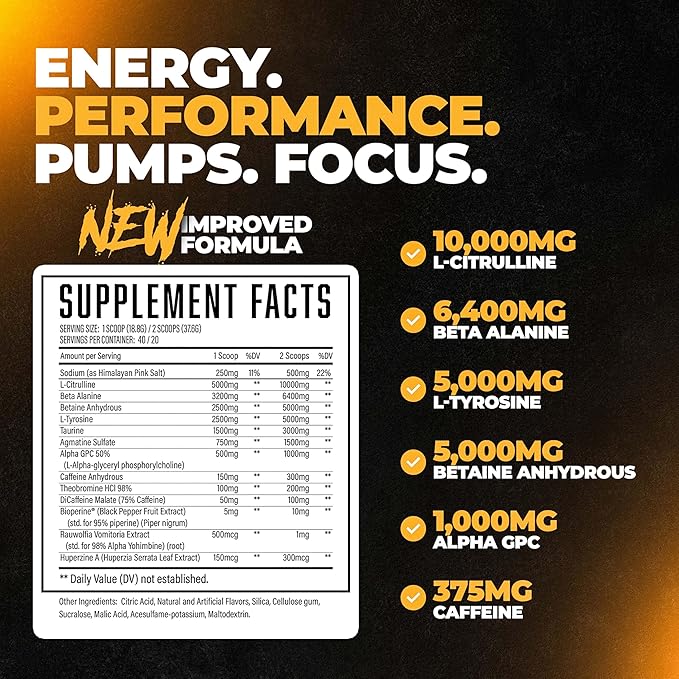 ENERGY.
PERFORMANCE.
PUMPS. FOCUS.
NEW IMPROVED
FORMULA
SUPPLEMENT FACTS
SERVING SIZE: 1 SCOOP (18.8G) / 2 SCOOPS (37.6G)
SERVINGS PER CONTAINER: 40 / 20
Amount per Serving 1 Scoop %DV 2 Scoops %DV
Sodium (as Himalayan Pink Salt) 250mg 11% 500mg 22%
L-Citrulline 5000mg ** 10000mg **
Beta Alanine 3200mg ** 6400mg **
Betaine Anhydrous 2500mg ** 5000mg **
L-Tyrosine 2500mg ** 5000mg **
Taurine 1500mg ** 3000mg **
Agmatine Sulfate 750mg ** 1500mg **
Alpha GPC 50% 500mg ** 1000mg **
(L-Alpha-glyceryl phosphorylcholine)
Caffeine Anhydrous 150mg ** 300mg **
Theobromine HCl 98% 100mg ** 200mg **
DiCaffeine Malate (75% Caffeine) 50mg ** 100mg **
Bioperine® (Black Pepper Fruit Extract) 5mg ** 10mg **
(std. for 95% piperine) (Piper nigrum)
Rauwollfia Vomitoria Extract 500mcg ** 1mg **
(std. for 98% Alpha Yohimbine) (root)
Huperzine A (Huperzia Serrata Leaf Extract) 150mcg ** 300mcg **
** Daily Value (DV) not established.
Other Ingredients: Citric Acid, Natural and Artificial Flavors, Silica, Cellulose gum,
Sucralose, Malic Acid, Acesulfame-potassium, Maltodextrin.
10,000MG
L-CITRULLINE
6,400MG
BETA ALANINE
5,000MG
L-TYROSINE
5,000MG
BETAINE ANHYDROUS
1,000MG
ALPHA GPC
375MG
CAFFEINE